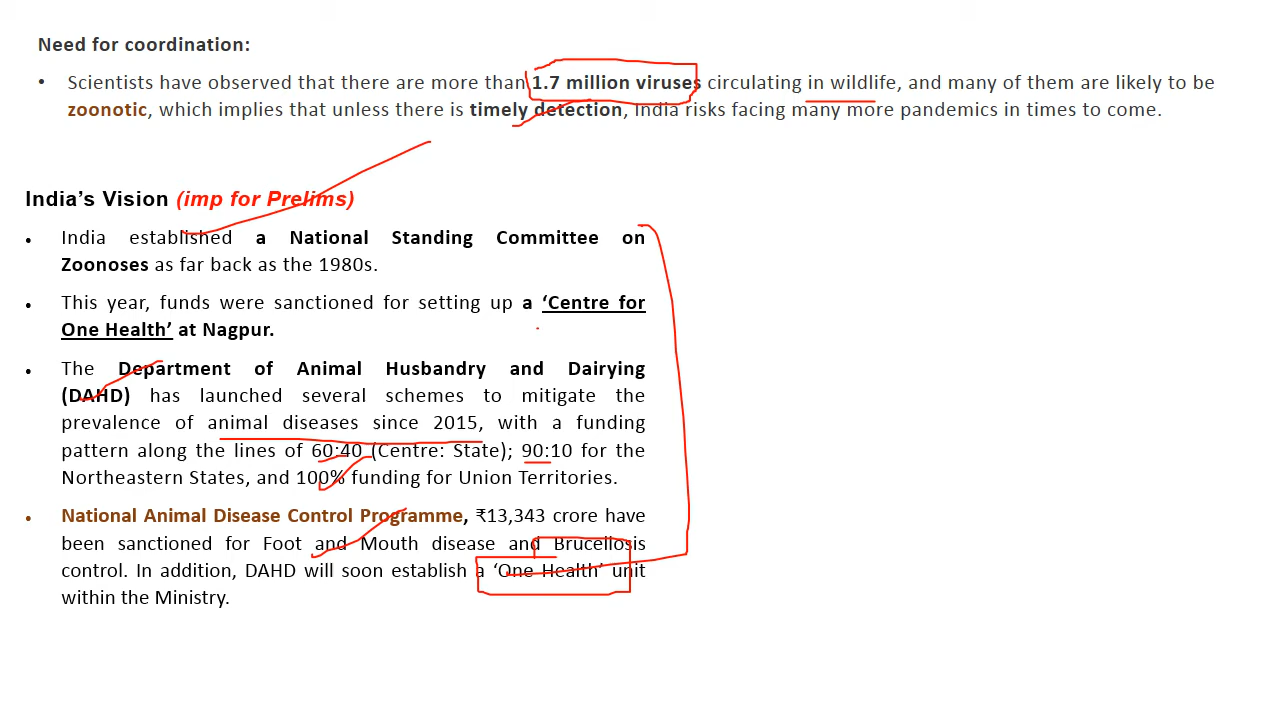 Need for coordination:
• Scientists have observed that there are more than 1.7 million viruses circulating in wildlife, and many of them are likely to be
zoonotic, which implies that unless there is timely detection, India risks facing many more pandemics in times to come.
India’s Vision (imp for Prelims)
• India established a National Standing Committee on
Zoonoses as far back as the 1980s.
• This year, funds were sanctioned for setting up a ‘Centre for
One Health’ at Nagpur.
• The Department of Animal Husbandry and Dairying
(DAHD) has launched several schemes to mitigate the
prevalence of animal diseases since 2015, with a funding
pattern along the lines of 60:40 (Centre: State); 90:10 for the
Northeastern States, and 100% funding for Union Territories.
• National Animal Disease Control Programme, ₹13,343 crore have
been sanctioned for Foot and Mouth disease and Brucellosis
control. In addition, DAHD will soon establish a ‘One Health’ unit
within the Ministry.